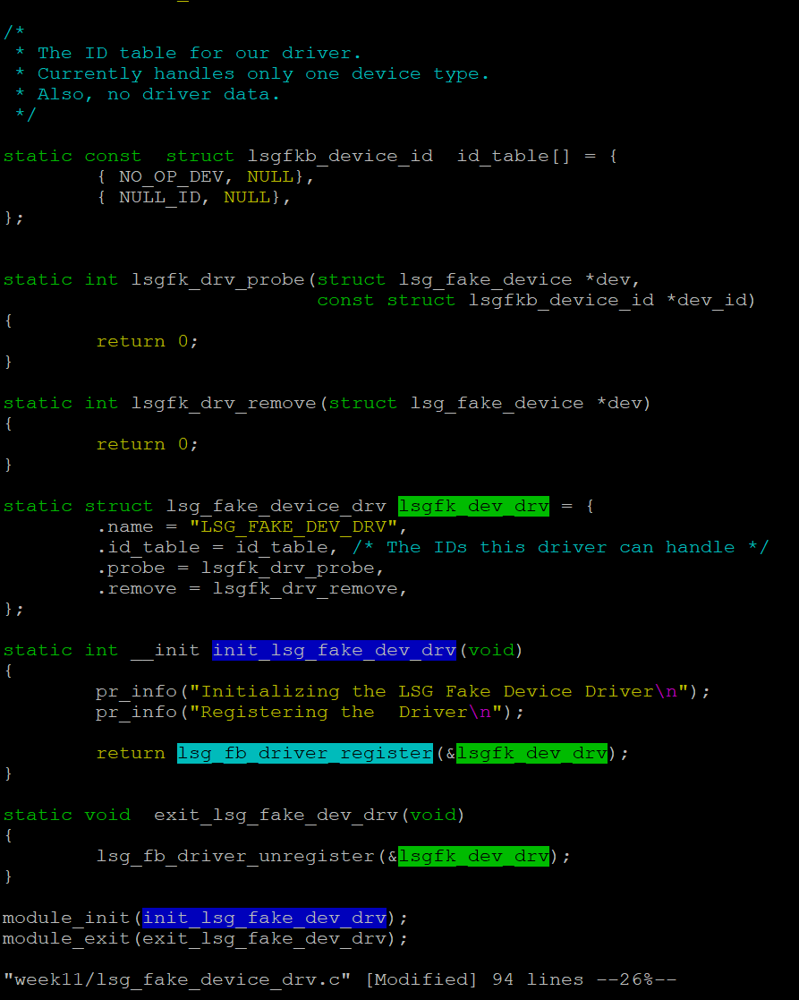 /*
 * The ID table for our driver.
 * Currently handles only one device type.
 * Also, no driver data.
 */
static const  struct lsgfkb_device_id  id_table[] = {
        { NO_OP_DEV, NULL},
        { NULL_ID, NULL},
};
static int lsgfk_drv_probe(struct lsg_fake_device *dev,
                           const struct lsgfkb_device_id *dev_id)
{
        return 0;
}
static int lsgfk_drv_remove(struct lsg_fake_device *dev)
{
        return 0;
}
static struct lsg_fake_device_drv lsgfk_dev_drv = {
        .name = "LSG_FAKE_DEV_DRV",
        .id_table = id_table, /* The IDs this driver can handle */
        .probe = lsgfk_drv_probe,
        .remove = lsgfk_drv_remove,
};
static int __init init_lsg_fake_dev_drv(void)
{
        pr_info("Initializing the LSG Fake Device Driver\n");
        pr_info("Registering the  Driver\n");
        return lsg_fb_driver_register(&lsgfk_dev_drv);
}
static void  exit_lsg_fake_dev_drv(void)
{
        lsg_fb_driver_unregister(&lsgfk_dev_drv);
}
module_init(init_lsg_fake_dev_drv);
module_exit(exit_lsg_fake_dev_drv);
"week11/lsg_fake_device_drv.c" [Modified] 94 lines --26%--